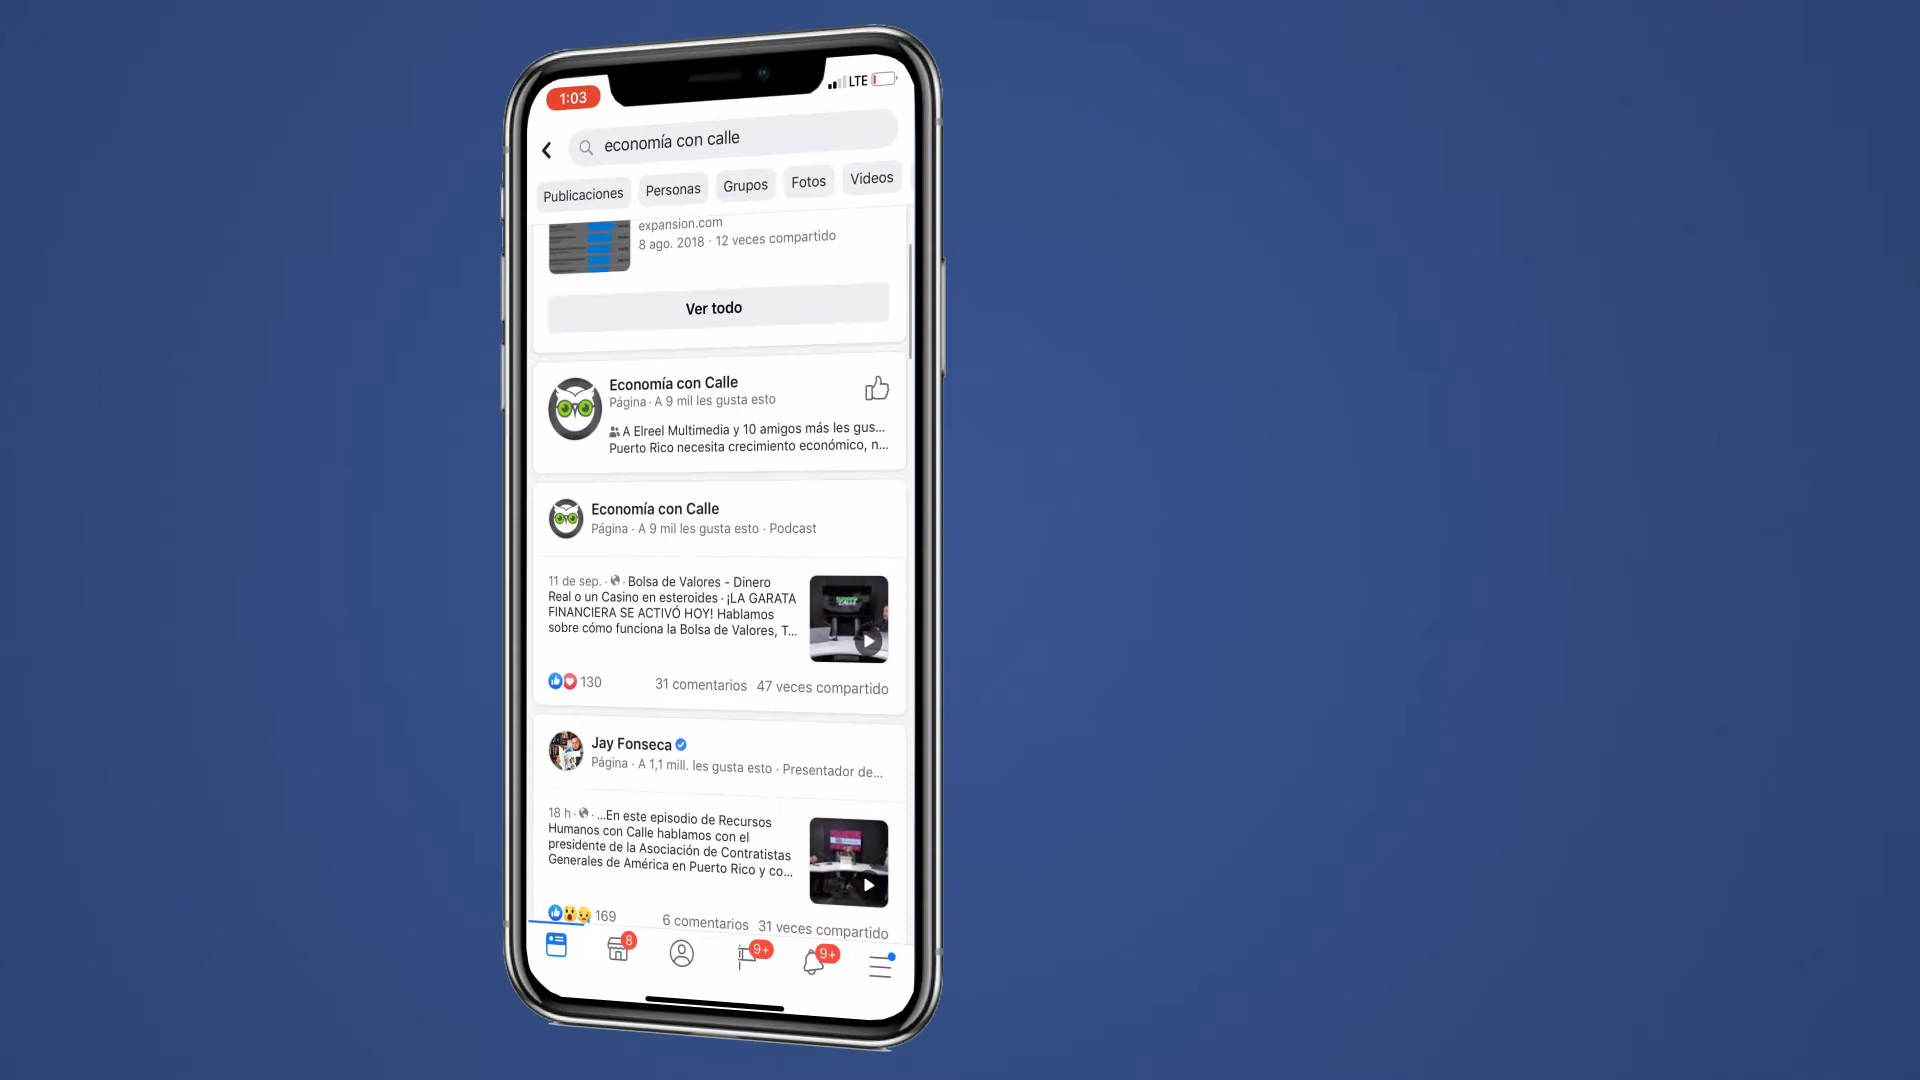 1:03
LTE
economía con calle
Publicaciones
Personas
Grupos
Fotos
Videos
expansion.com
8 ago. 2018 · 12 veces compartido
Ver todo
Economía con Calle
Página · A 9 mil les gusta esto
A Elreel Multimedia y 10 amigos más les gus...
Puerto Rico necesita crecimiento económico, n...
Economía con Calle
Página · A 9 mil les gusta esto · Podcast
11 de sep. · · Bolsa de Valores - Dinero
Real o un Casino en esteroides · ¡LA GARATA
FINANCIERA SE ACTIVÓ HOY! Hablamos
sobre cómo funciona la Bolsa de Valores, T...
130
31 comentarios
47 veces compartido
Jay Fonseca
Página · A 1,1 mill. les gusta esto · Presentador de...
18 h · · ...En este episodio de Recursos
Humanos con Calle hablamos con el
presidente de la Asociación de Contratistas
Generales de América en Puerto Rico y co...
169
6 comentarios
31 veces compartido
8
9+
9+